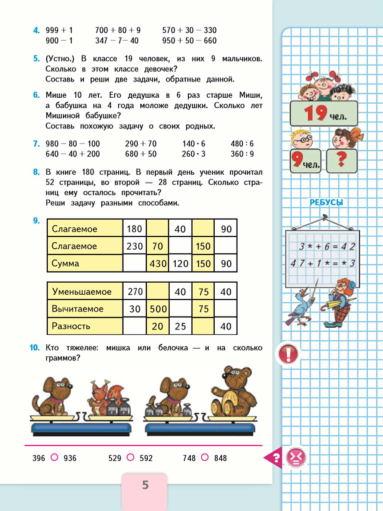 4. 999 + 1 700 + 80 + 9 570 + 30 − 330
900 − 1 347 − 7 − 40 950 + 50 − 660
5. (Устно.) В классе 19 человек, из них 9 мальчиков.
Сколько в этом классе девочек?
Составь и реши две задачи, обратные данной.
6. Мише 10 лет. Его дедушка в 6 раз старше Миши,
а бабушка на 4 года моложе дедушки. Сколько лет
Мишиной бабушке?
Составь похожую задачу о своих родных.
7. 980 − 80 − 100 290 + 70 140 · 6 480 : 6
640 − 40 + 200 680 + 50 260 · 3 360 : 9
8. В книге 180 страниц. В первый день ученик прочитал
52 страницы, во второй — 28 страниц. Сколько стра-
ниц ему осталось прочитать?
Реши задачу разными способами.
9.
Слагаемое 180 40 90
Слагаемое 230 70 150
Сумма 430 120 150 90
Уменьшаемое 270 40 75 40
Вычитаемое 30 500 75
Разность 20 25 40
10. Кто тяжелее: мишка или белочка — и на сколько
граммов?
396 ○ 936 529 ○ 592 748 ○ 848
5
19 чел.
9 чел. ?
РЕБУСЫ
3 * + 6 = 4 2
4 7 + 1 * = * 3
!
?